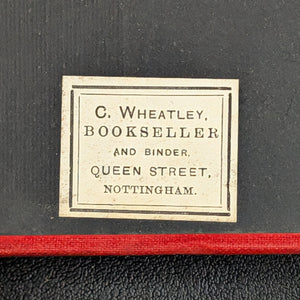 C. WHEATLEY,
BOOKSELLER
AND BINDER,
QUEEN STREET,
NOTTINGHAM.